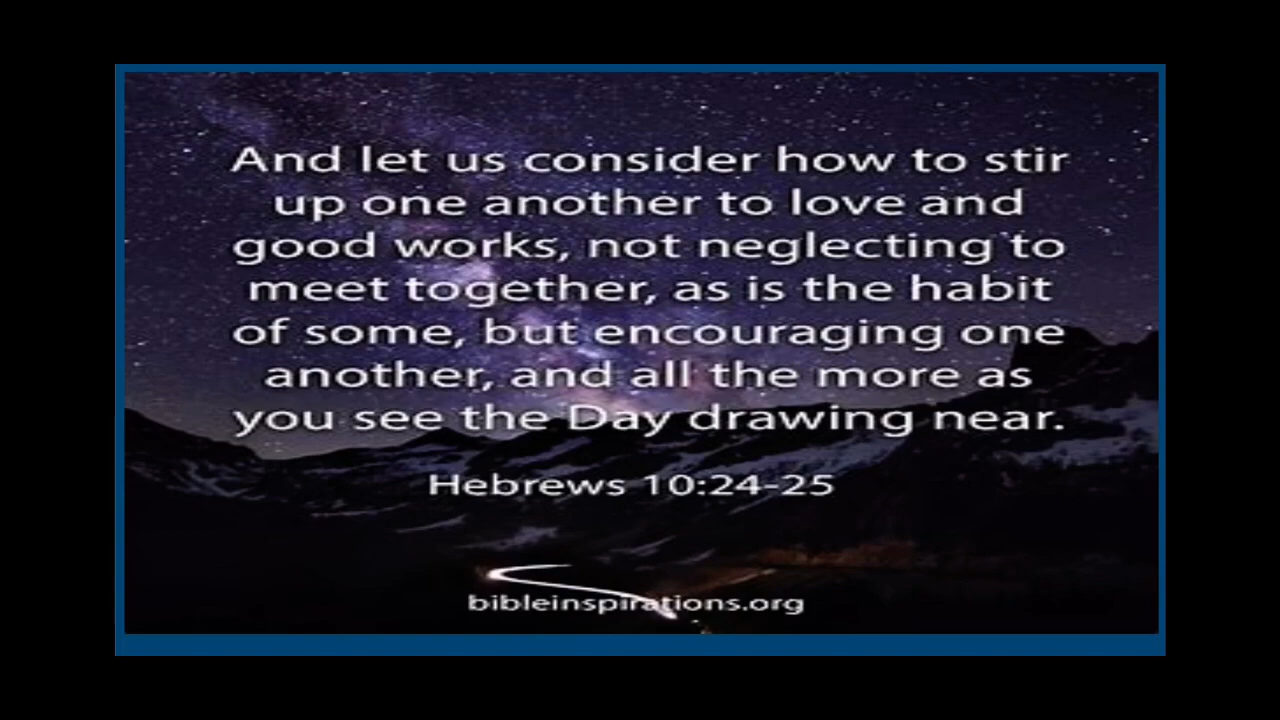 And let us consider how to stir
up one another to love and
good works, not neglecting to
meet together, as is the habit
of some, but encouraging one
another, and all the more as
you see the Day drawing near.
Hebrews 10:24-25
bibleinspirations.org